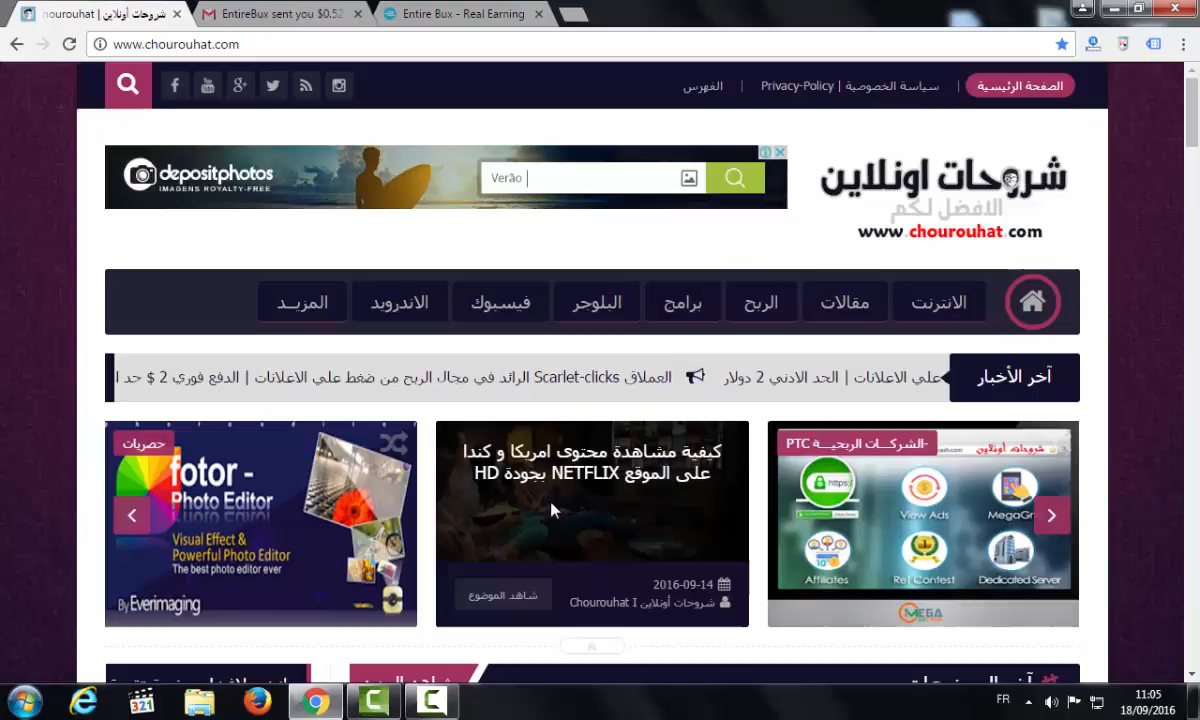 شروحات أونلاين | chourouhat
EntireBux sent you $0.52
Entire Bux - Real Earning
www.chourouhat.com
الصفحة الرئيسية
| سياسة الخصوصية | Privacy-Policy
| الفهرس
depositphotos
IMAGENS ROYALTY-FREE
Verão
شروحات اونلاين
الافضل لكم
www.chourouhat.com
الانترنت
مقالات
الربح
برامج
البلوجر
فيسبوك
الاندرويد
المزيــد
آخر الأخبار
علي الاعلانات | الحد الادني 2 دولار
العملاق Scarlet-clicks الرائد في مجال الربح من ضغط علي الاعلانات | الدفع فوري 2 $ حد ا
حصريات
fotor -
Photo Editor
Visual Effect &
Powerful Photo Editor
The best photo editor ever
By Everimaging
كيفية مشاهدة محتوى امريكا و كندا
على الموقع NETFLIX بجودة HD
2016-09-14
شروحات أونلاين Chourouhat I
شاهد الموضوع
-الشركــات الربحيــة PTC
شروحات أونلاين
https:/
View Ads
MegaGr
Affiliates
Ref Contest
Dedicated Server
MEGA
FR
11:05
18/09/2016